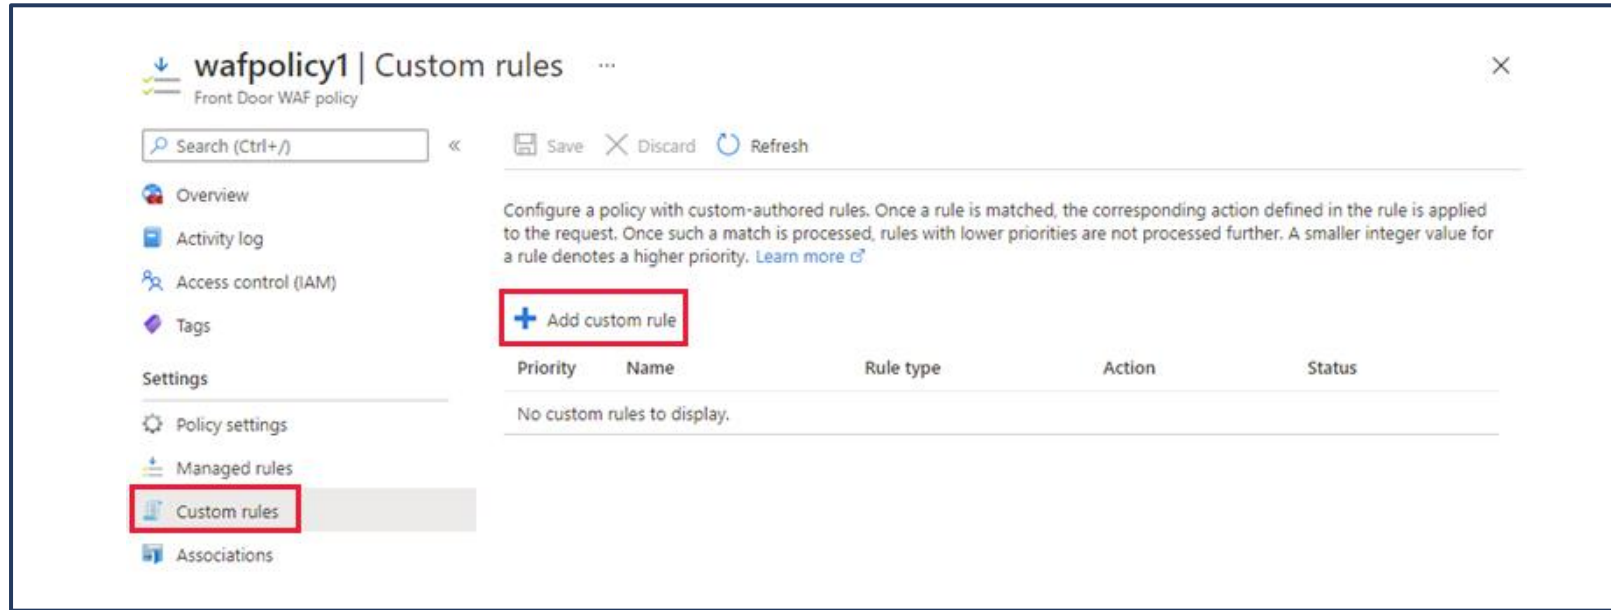 wafpolicy1 | Custom rules ...
Front Door WAF policy
Search (Ctrl+/)
«
Overview
Activity log
Access control (IAM)
Tags
Settings
Policy settings
Managed rules
Custom rules
Associations
Save Discard Refresh
Configure a policy with custom-authored rules. Once a rule is matched, the corresponding action defined in the rule is applied
to the request. Once such a match is processed, rules with lower priorities are not processed further. A smaller integer value for
a rule denotes a higher priority. Learn more
Add custom rule
Priority Name Rule type Action Status
No custom rules to display.